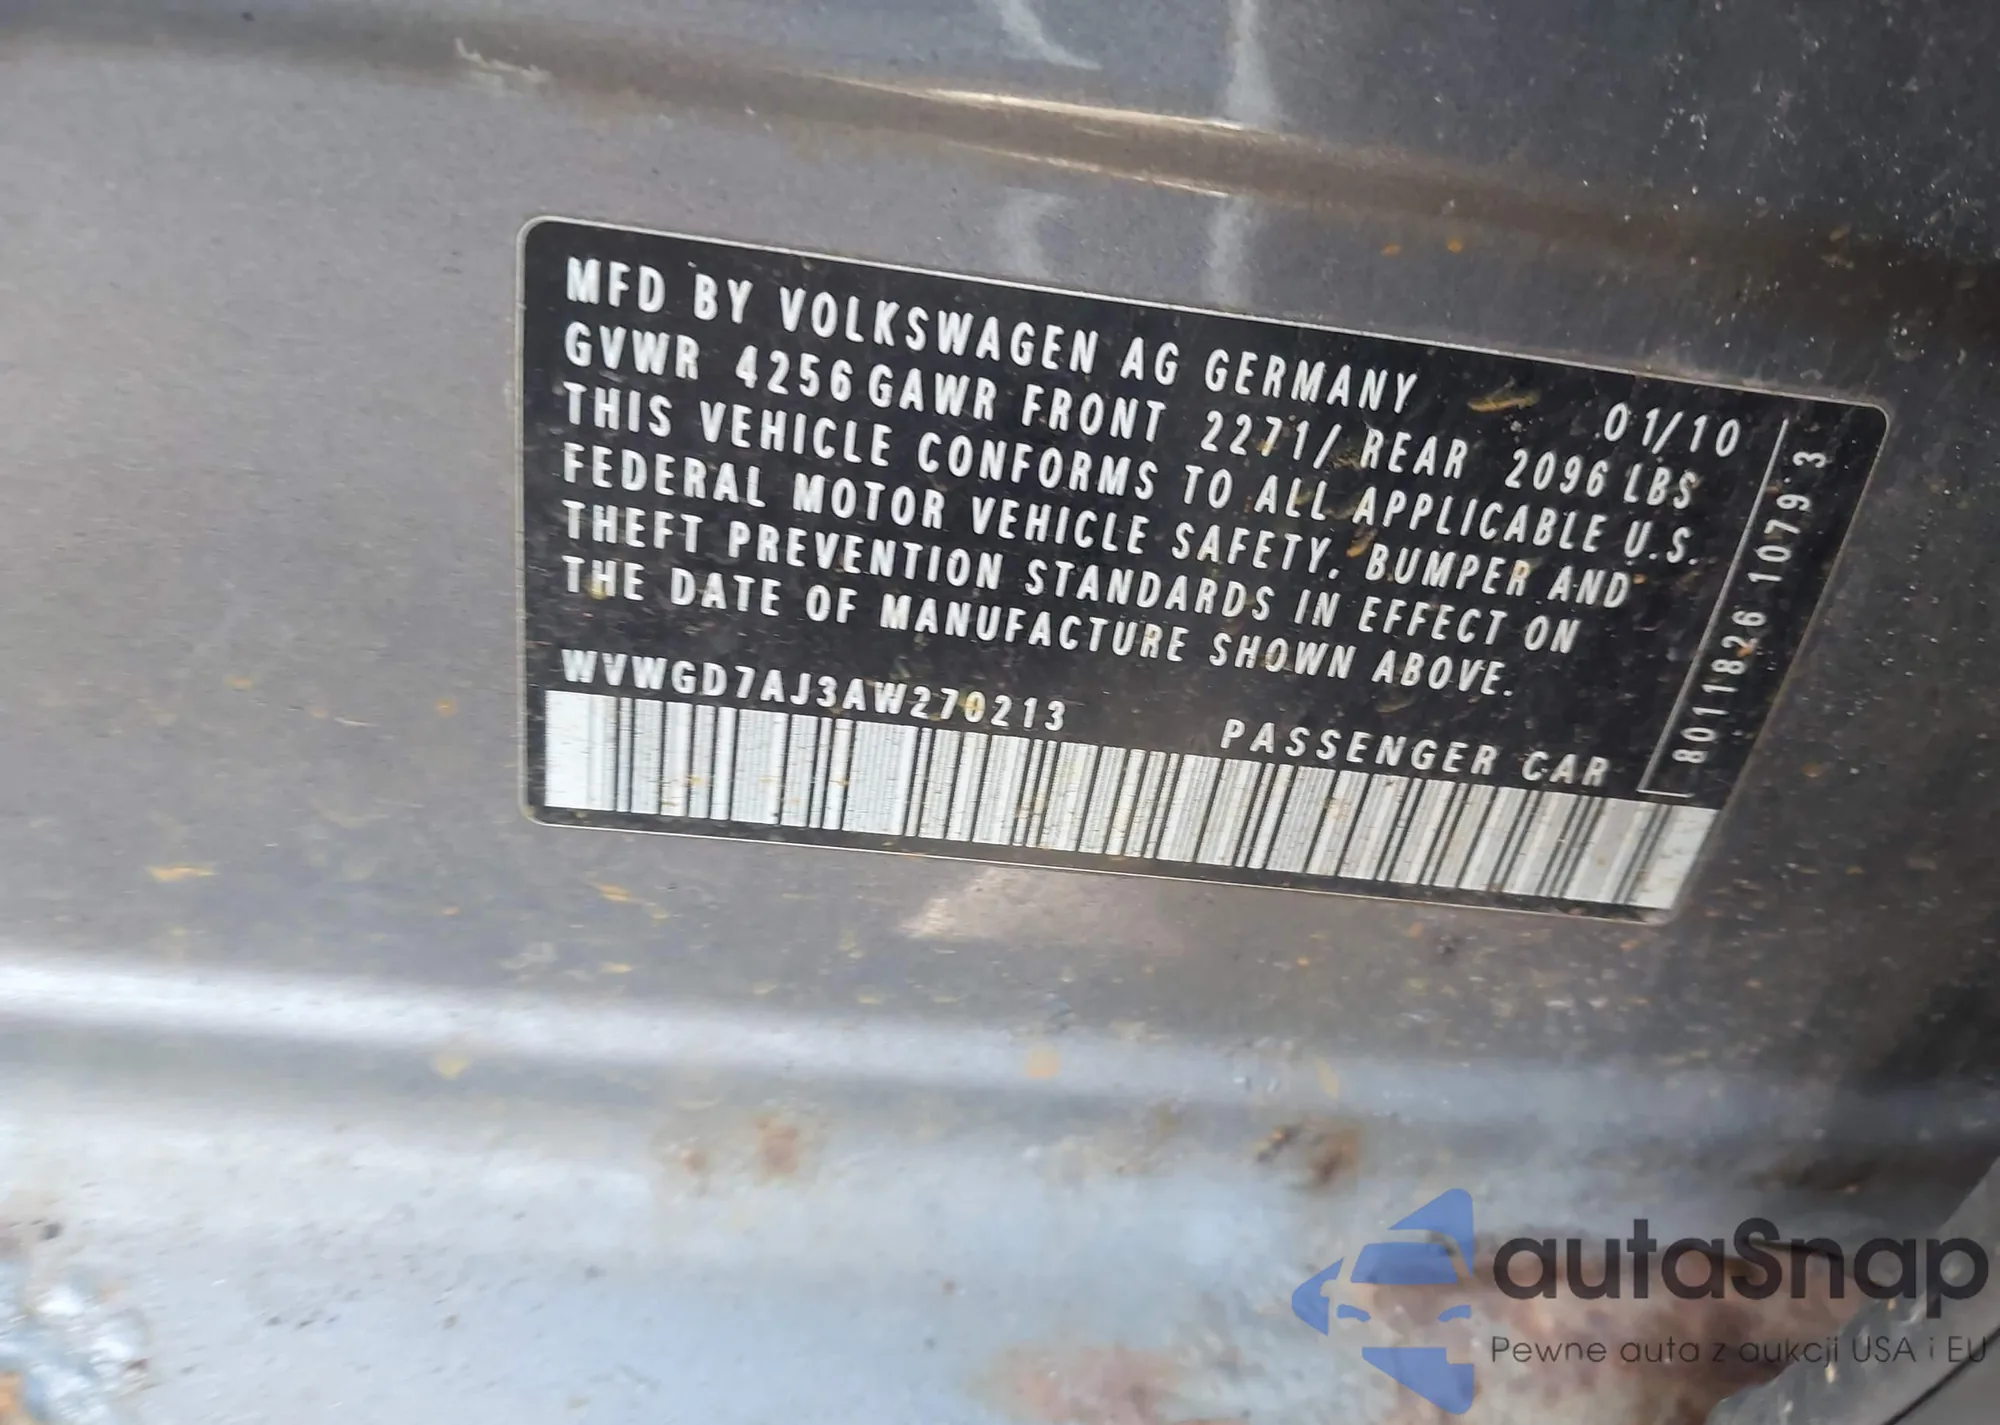 MFD BY VOLKSWAGEN AG GERMANY 01/10
GVWR 4256 GAWR FRONT 2271/ REAR 2096 LBS
THIS VEHICLE CONFORMS TO ALL APPLICABLE U.S.
FEDERAL MOTOR VEHICLE SAFETY, BUMPER AND
THEFT PREVENTION STANDARDS IN EFFECT ON
THE DATE OF MANUFACTURE SHOWN ABOVE.
WVWGD7AJ3AW270213
PASSENGER CAR
8011826 1079 3
autaSnap
Pewne auta z aukcji USA i EU